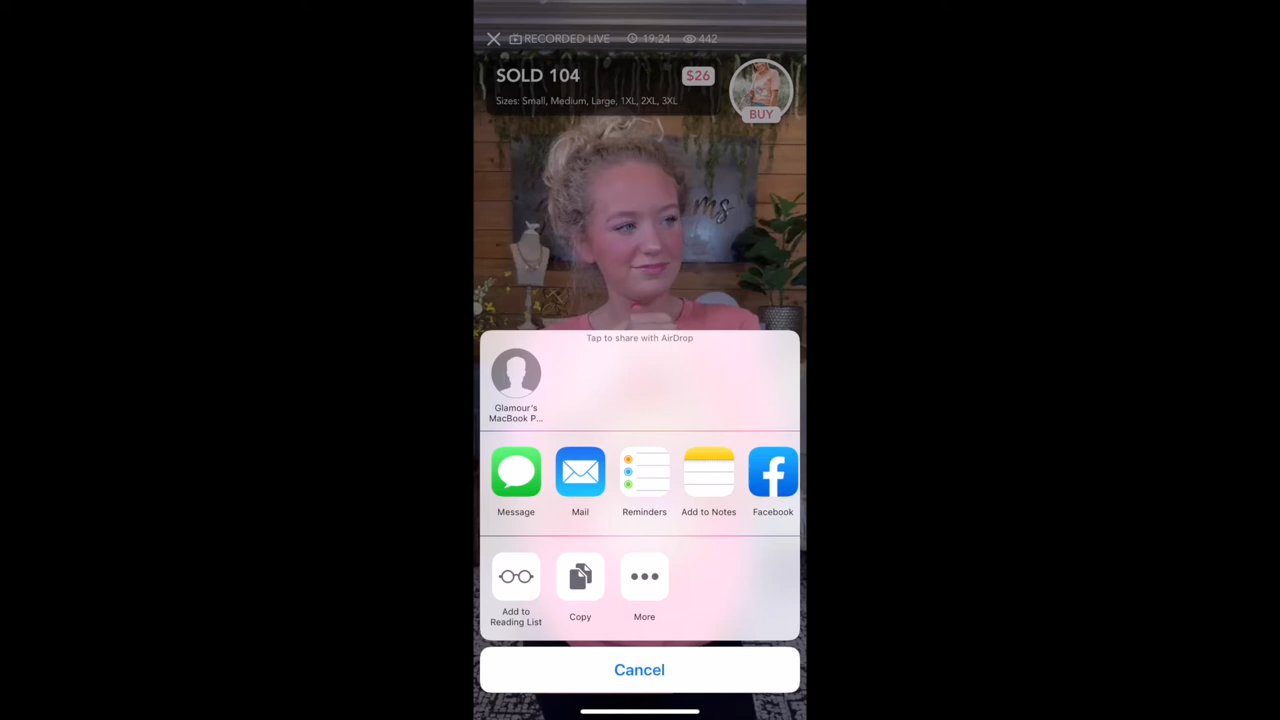 RECORDED LIVE 19:24 442
SOLD 104
$26
Sizes: Small, Medium, Large, 1XL, 2XL, 3XL
BUY
ms
Tap to share with AirDrop
Glamour's
MacBook P...
Message
Mail
Reminders
Add to Notes
Facebook
Add to
Reading List
Copy
More
Cancel